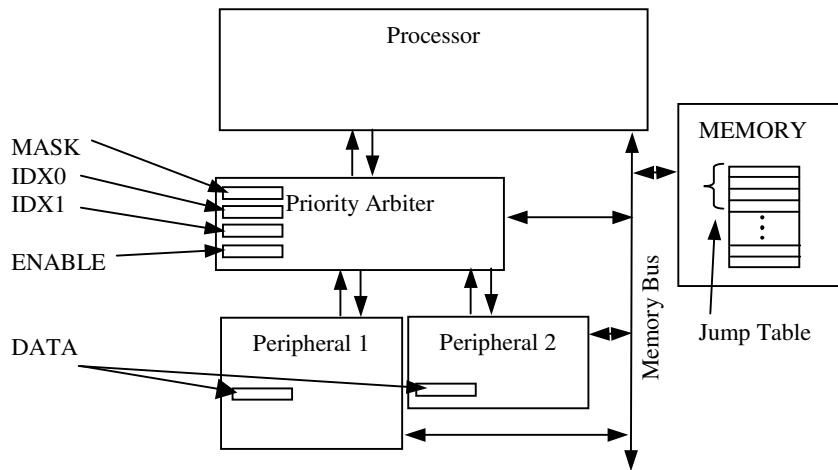 Processor
MEMORY
MASK
IDX0
IDX1
Priority Arbiter
ENABLE
Memory Bus
Jump Table
Peripheral 1
Peripheral 2
DATA